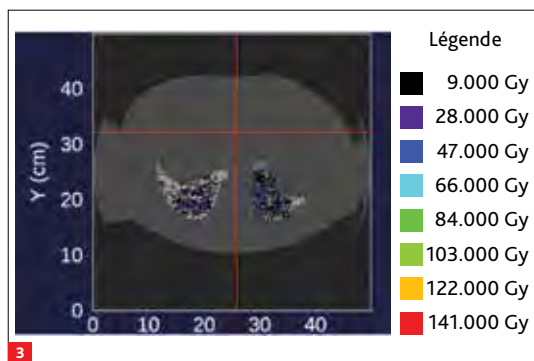 Légende
9.000 Gy
28.000 Gy
47.000 Gy
66.000 Gy
84.000 Gy
103.000 Gy
122.000 Gy
141.000 Gy
Y (cm)
40
30
20
10
0
0 10 20 30 40
3